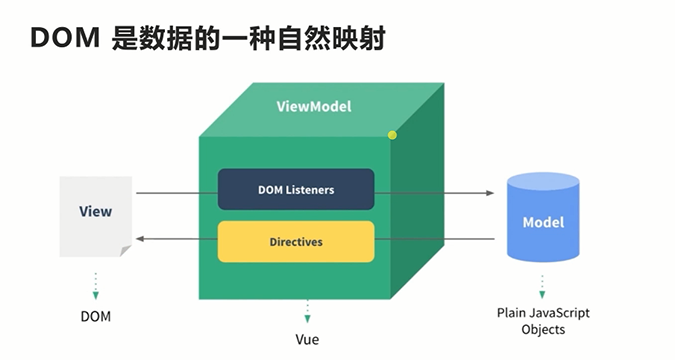 DOM 是数据的一种自然映射
ViewModel
DOM Listeners
View
Directives
Model
DOM
Vue
Plain JavaScript
Objects